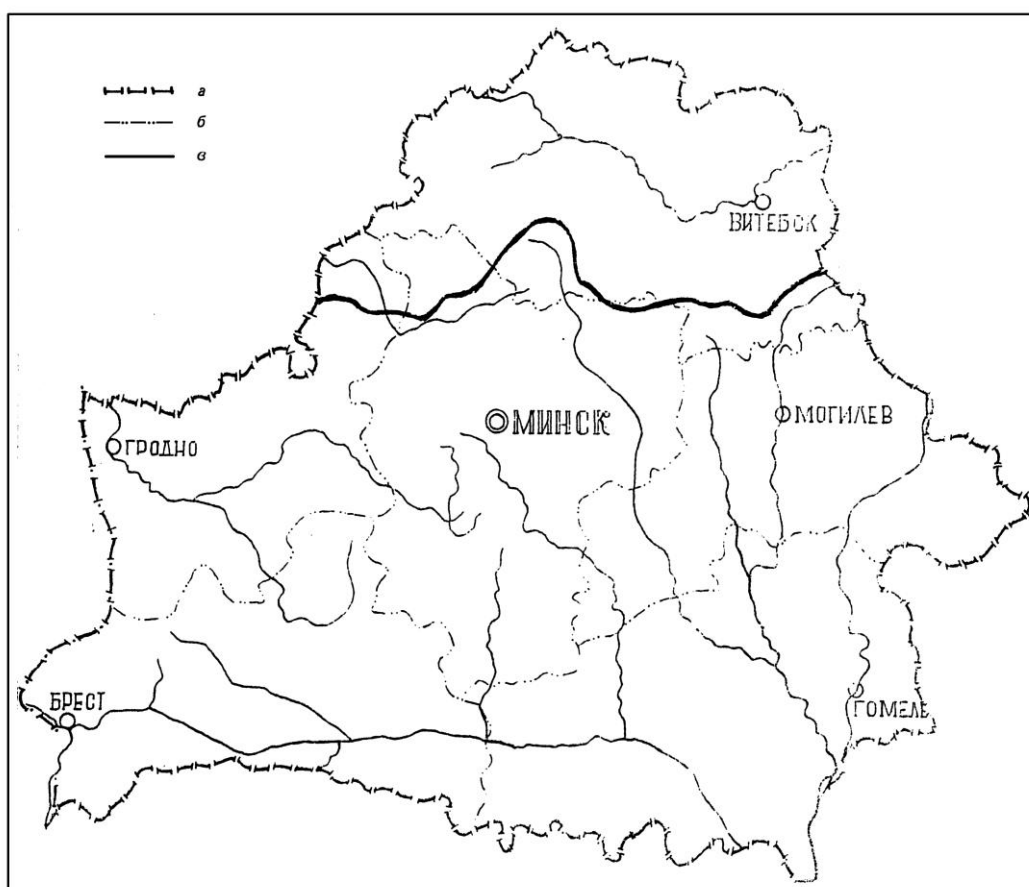 а
б
в
ВИТЕБСК
МИНСК
МОГИЛЕВ
ГРОДНО
БРЕСТ
ГОМЕЛЬ